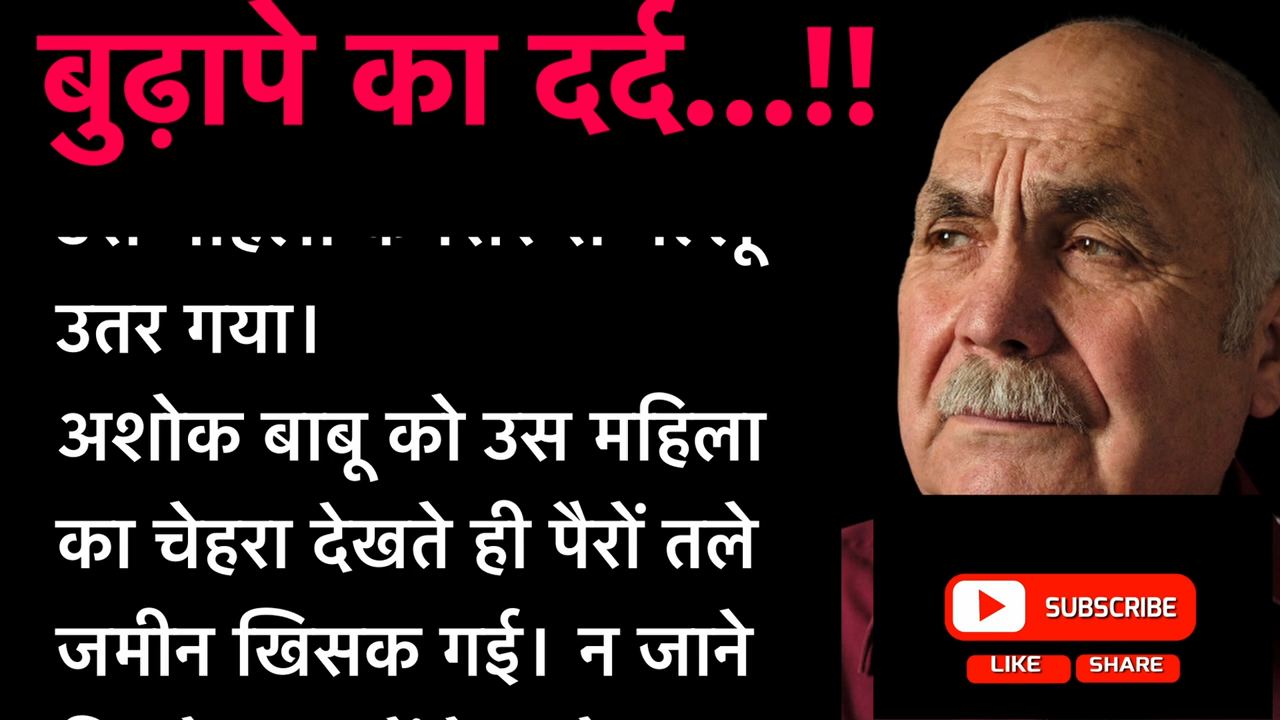 बुढ़ापे का दर्द...!!
उतर गया।
अशोक बाबू को उस महिला
का चेहरा देखते ही पैरों तले
जमीन खिसक गई। न जाने
SUBSCRIBE
LIKE SHARE